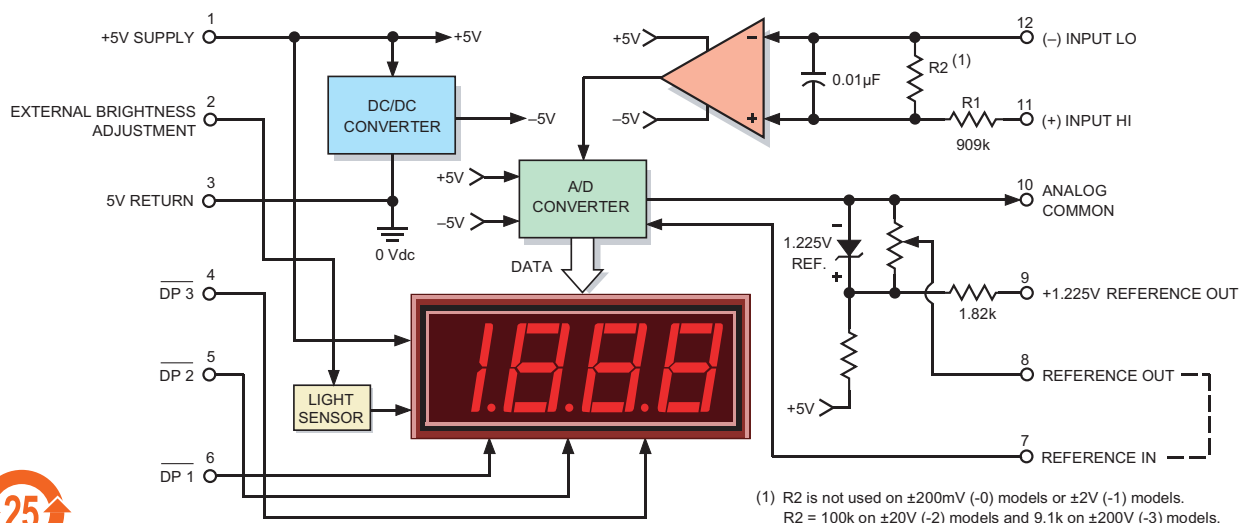 1
+5V SUPPLY
+5V
2
EXTERNAL BRIGHTNESS
ADJUSTMENT
DC/DC
CONVERTER
–5V
3
5V RETURN
0 Vdc
4
DP 3
5
DP 2
6
DP 1
LIGHT
SENSOR
+5V
–5V
–
+
0.01µF
R2 (1)
R1
909k
12
(–) INPUT LO
11
(+) INPUT HI
+5V
–5V
A/D
CONVERTER
DATA
1.8.8.8
10
ANALOG
COMMON
–
1.225V
REF.
+
9
+1.225V REFERENCE OUT
1.82k
+5V
8
REFERENCE OUT
7
REFERENCE IN
25
(1) R2 is not used on ±200mV (-0) models or ±2V (-1) models.
R2 = 100k on ±20V (-2) models and 9.1k on ±200V (-3) models.